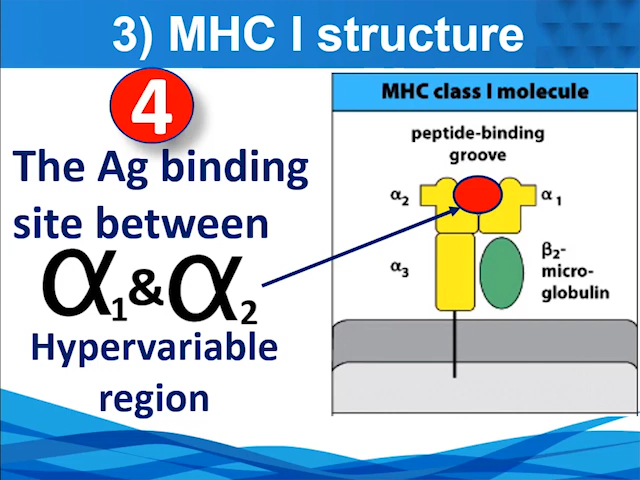 3) MHC I structure
4
The Ag binding
site between
α₁&α₂
Hypervariable
region
MHC class I molecule
peptide-binding
groove
α₂
α₁
α₃
β₂-
micro-
globulin